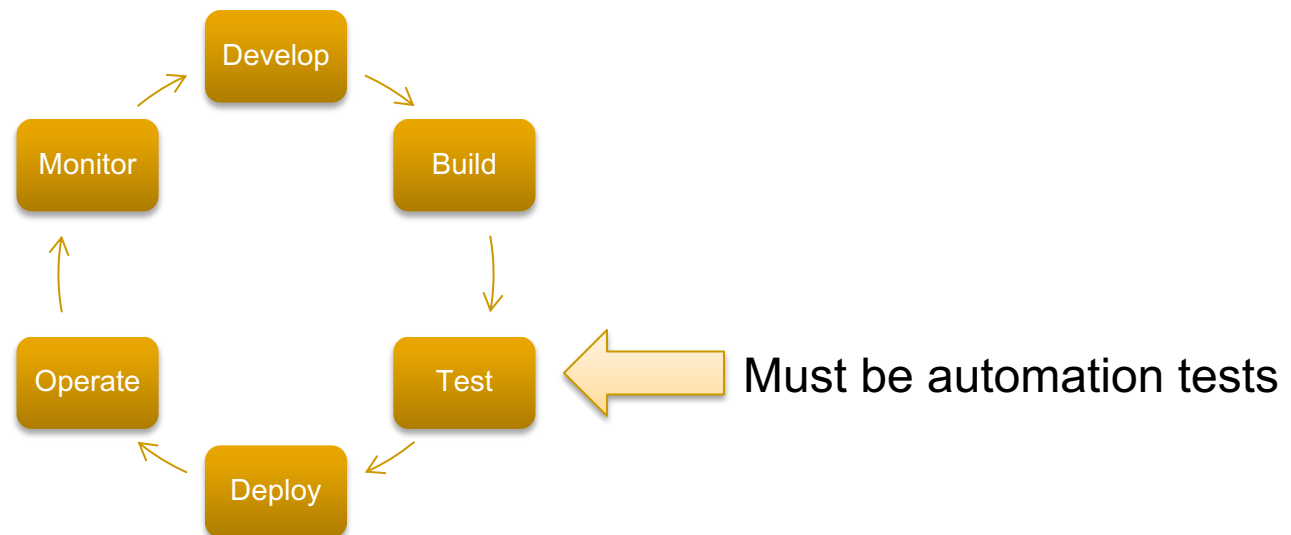 Develop
Monitor
Build
Operate
Test
Must be automation tests
Deploy